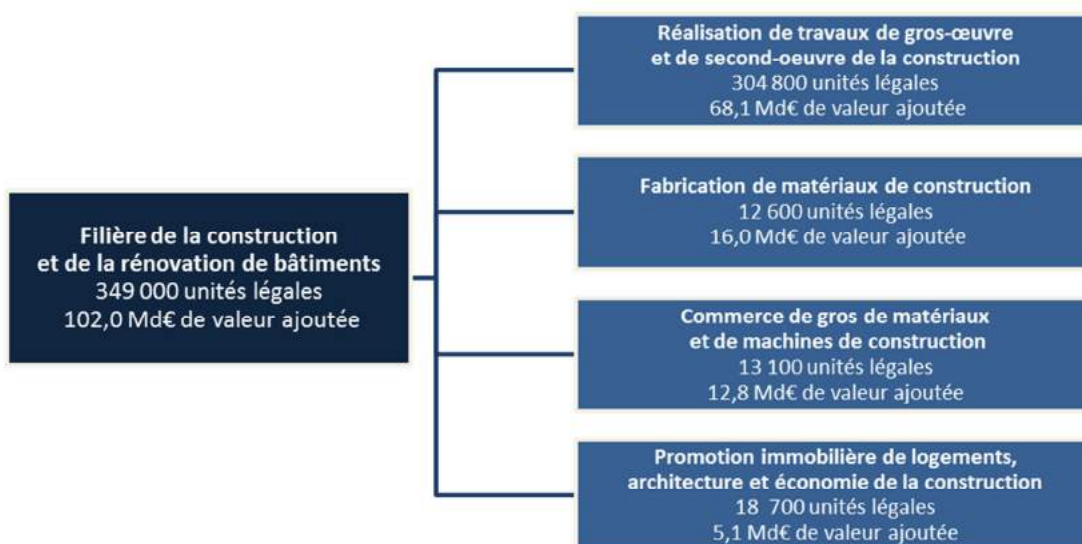 Filière de la construction
et de la rénovation de bâtiments
349 000 unités légales
102,0 Md€ de valeur ajoutée
Réalisation de travaux de gros-œuvre
et de second-oeuvre de la construction
304 800 unités légales
68,1 Md€ de valeur ajoutée
Fabrication de matériaux de construction
12 600 unités légales
16,0 Md€ de valeur ajoutée
Commerce de gros de matériaux
et de machines de construction
13 100 unités légales
12,8 Md€ de valeur ajoutée
Promotion immobilière de logements,
architecture et économie de la construction
18 700 unités légales
5,1 Md€ de valeur ajoutée